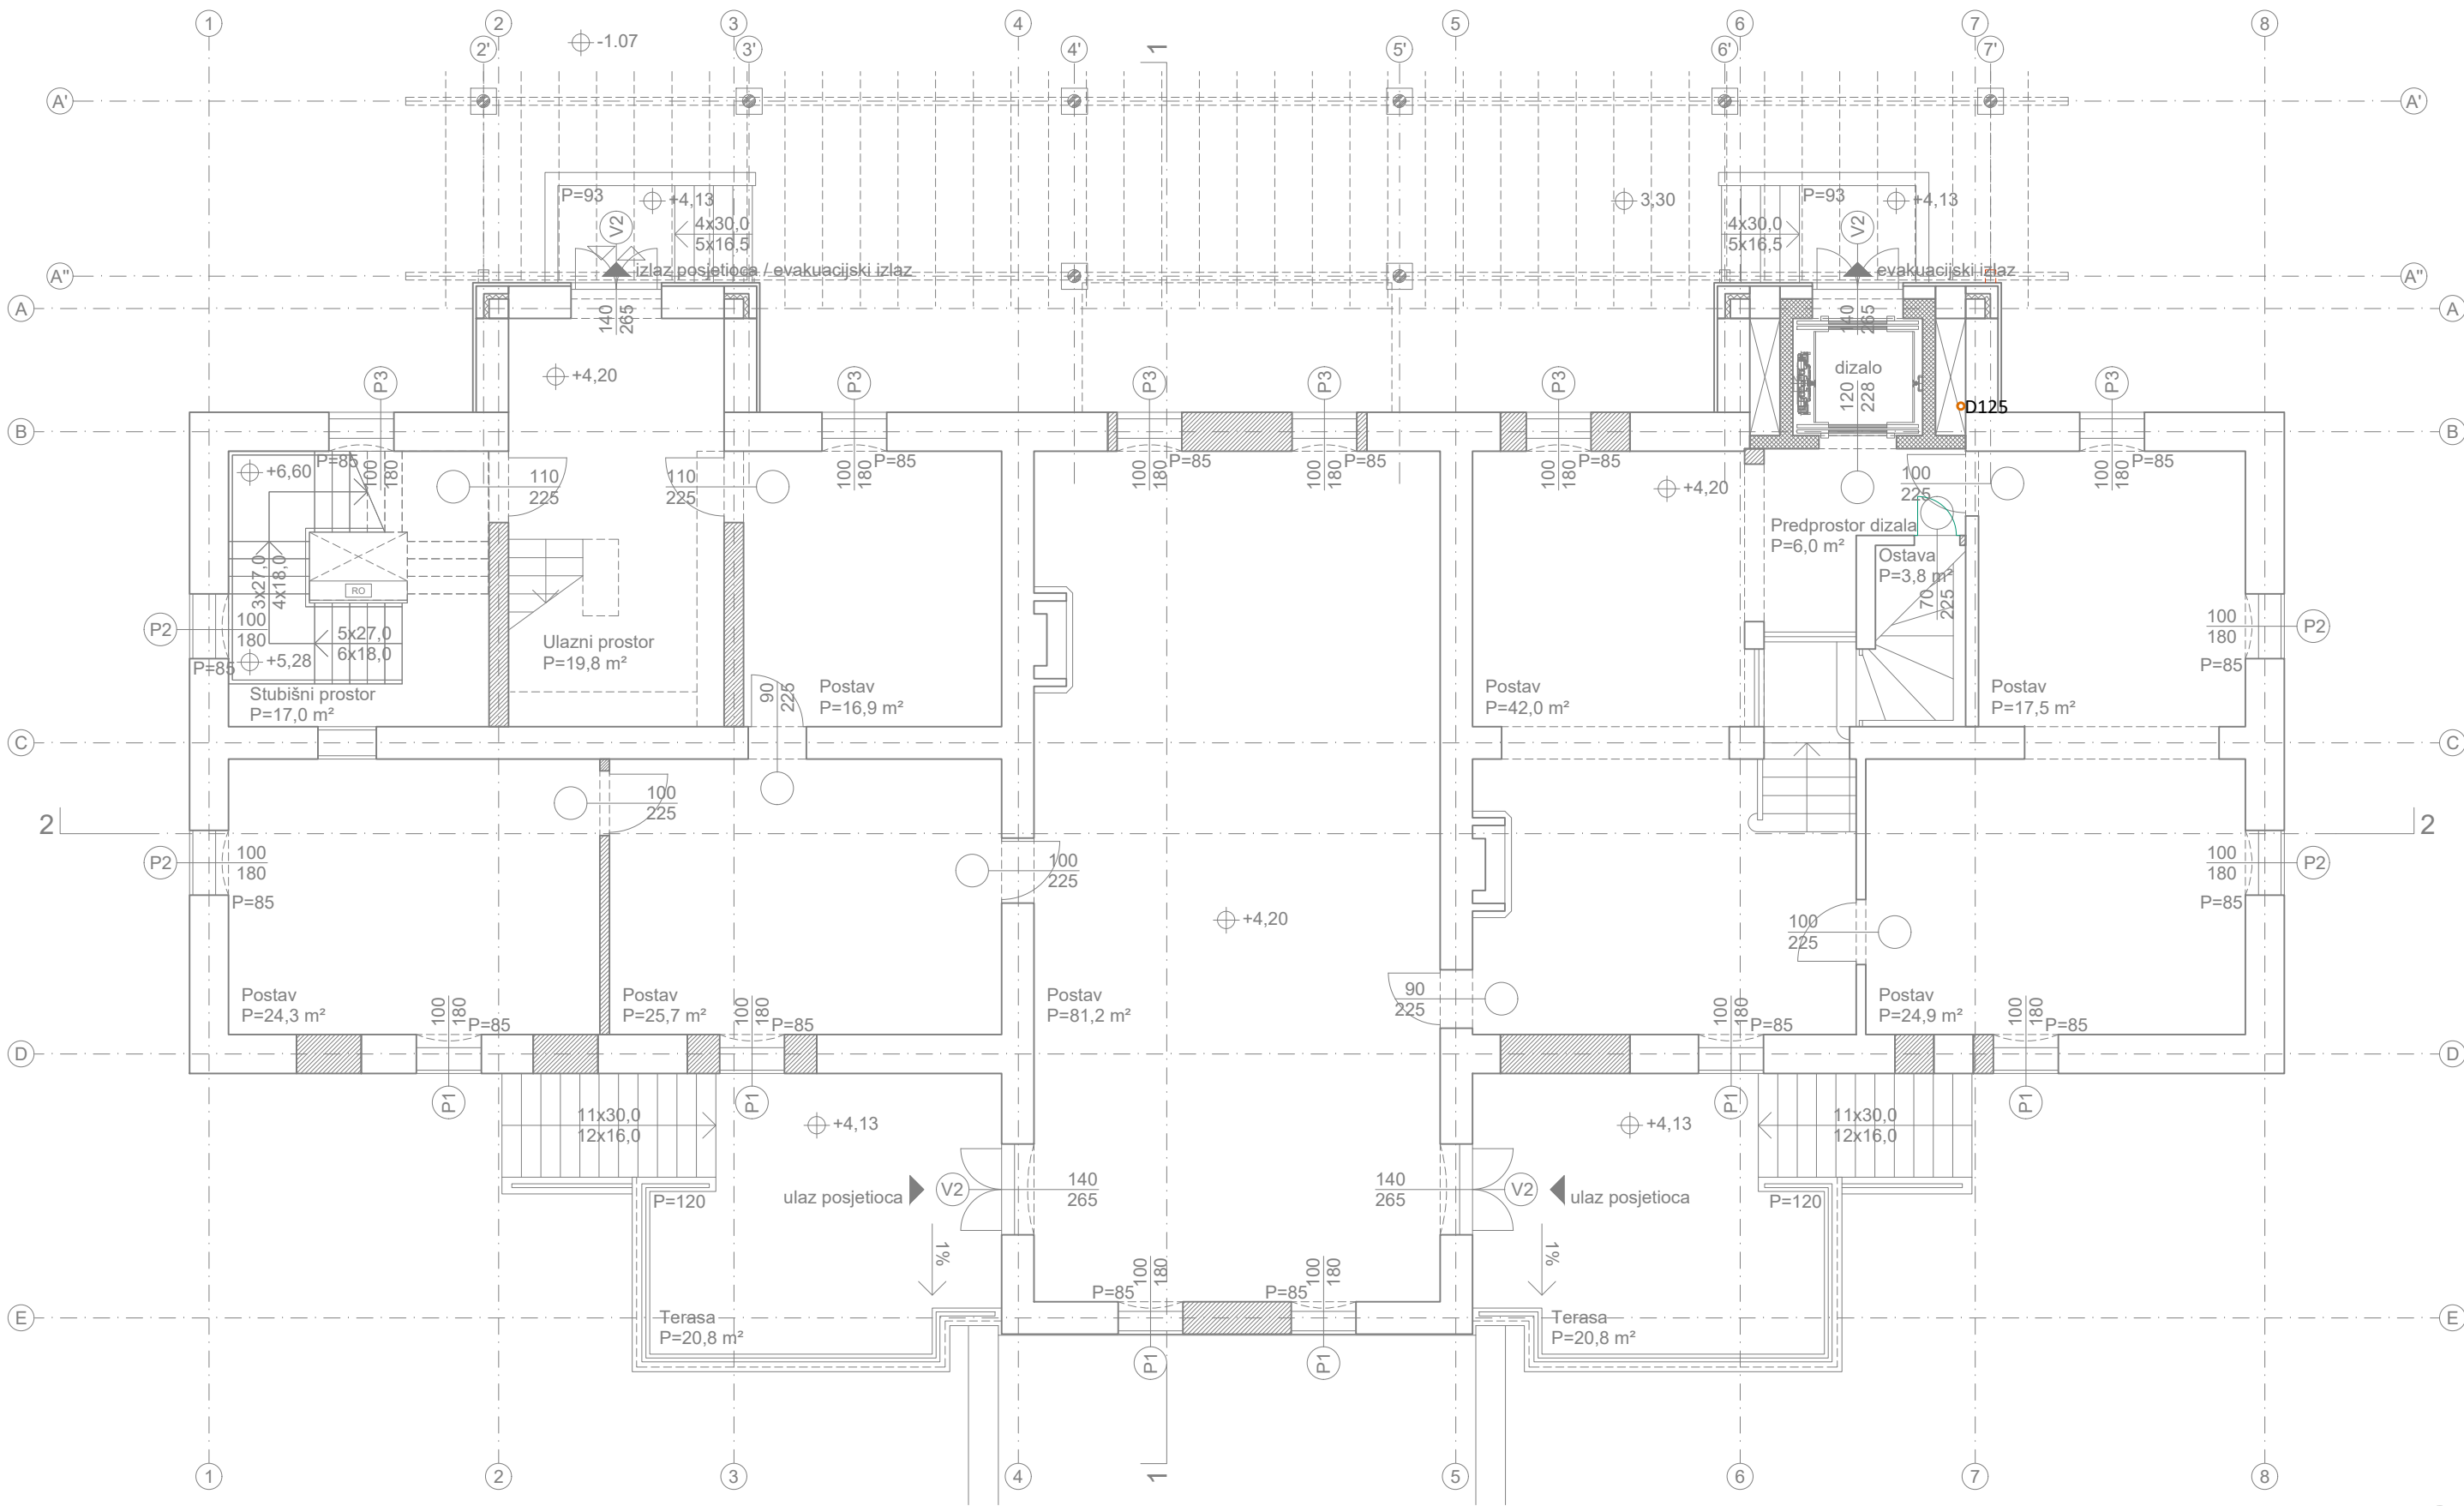 1
2
3
4
5
6
7
8
2'
3'
4'
5'
6'
7'
-1.07
1
A'
A'
P=93
+4,13
V2
4x30,0
5x16,5
3,30
4x30,0
5x16,5
P=93
+4,13
V2
A"
izlaz posjetioca / evakuacijski izlaz
evakuacijski izlaz
A"
A
140
265
140
265
A
+4,20
dizalo
120
228
P3
P3
P3
P3
P3
P3
D125
B
B
+6,60
P=85
100
180
110
225
110
225
100
180
P=85
100
180
P=85
100
180
P=85
100
180
P=85
+4,20
100
225
100
180
P=85
Predprostor dizala
P=6,0 m²
Ostava
P=3,8 m²
70
225
3x27,0
4x18,0
RO
P2
100
180
P=85
5x27,0
6x18,0
+5,28
Ulazni prostor
P=19,8 m²
100
180
P2
P=85
Stubišni prostor
P=17,0 m²
90
225
Postav
P=16,9 m²
Postav
P=42,0 m²
Postav
P=17,5 m²
C
C
100
225
2
2
P2
100
180
P=85
100
225
100
180
P2
P=85
+4,20
100
225
Postav
P=24,3 m²
100
180
P=85
Postav
P=25,7 m²
100
180
P=85
Postav
P=81,2 m²
90
225
100
180
P=85
Postav
P=24,9 m²
100
180
P=85
D
D
P1
P1
P1
P1
11x30,0
12x16,0
+4,13
+4,13
11x30,0
12x16,0
P=120
ulaz posjetioca
V2
140
265
140
265
V2
ulaz posjetioca
P=120
1%
1%
P=85
100
180
P=85
100
180
E
Terasa
P=20,8 m²
Terasa
P=20,8 m²
E
P1
P1
1
2
3
4
1
5
6
7
8